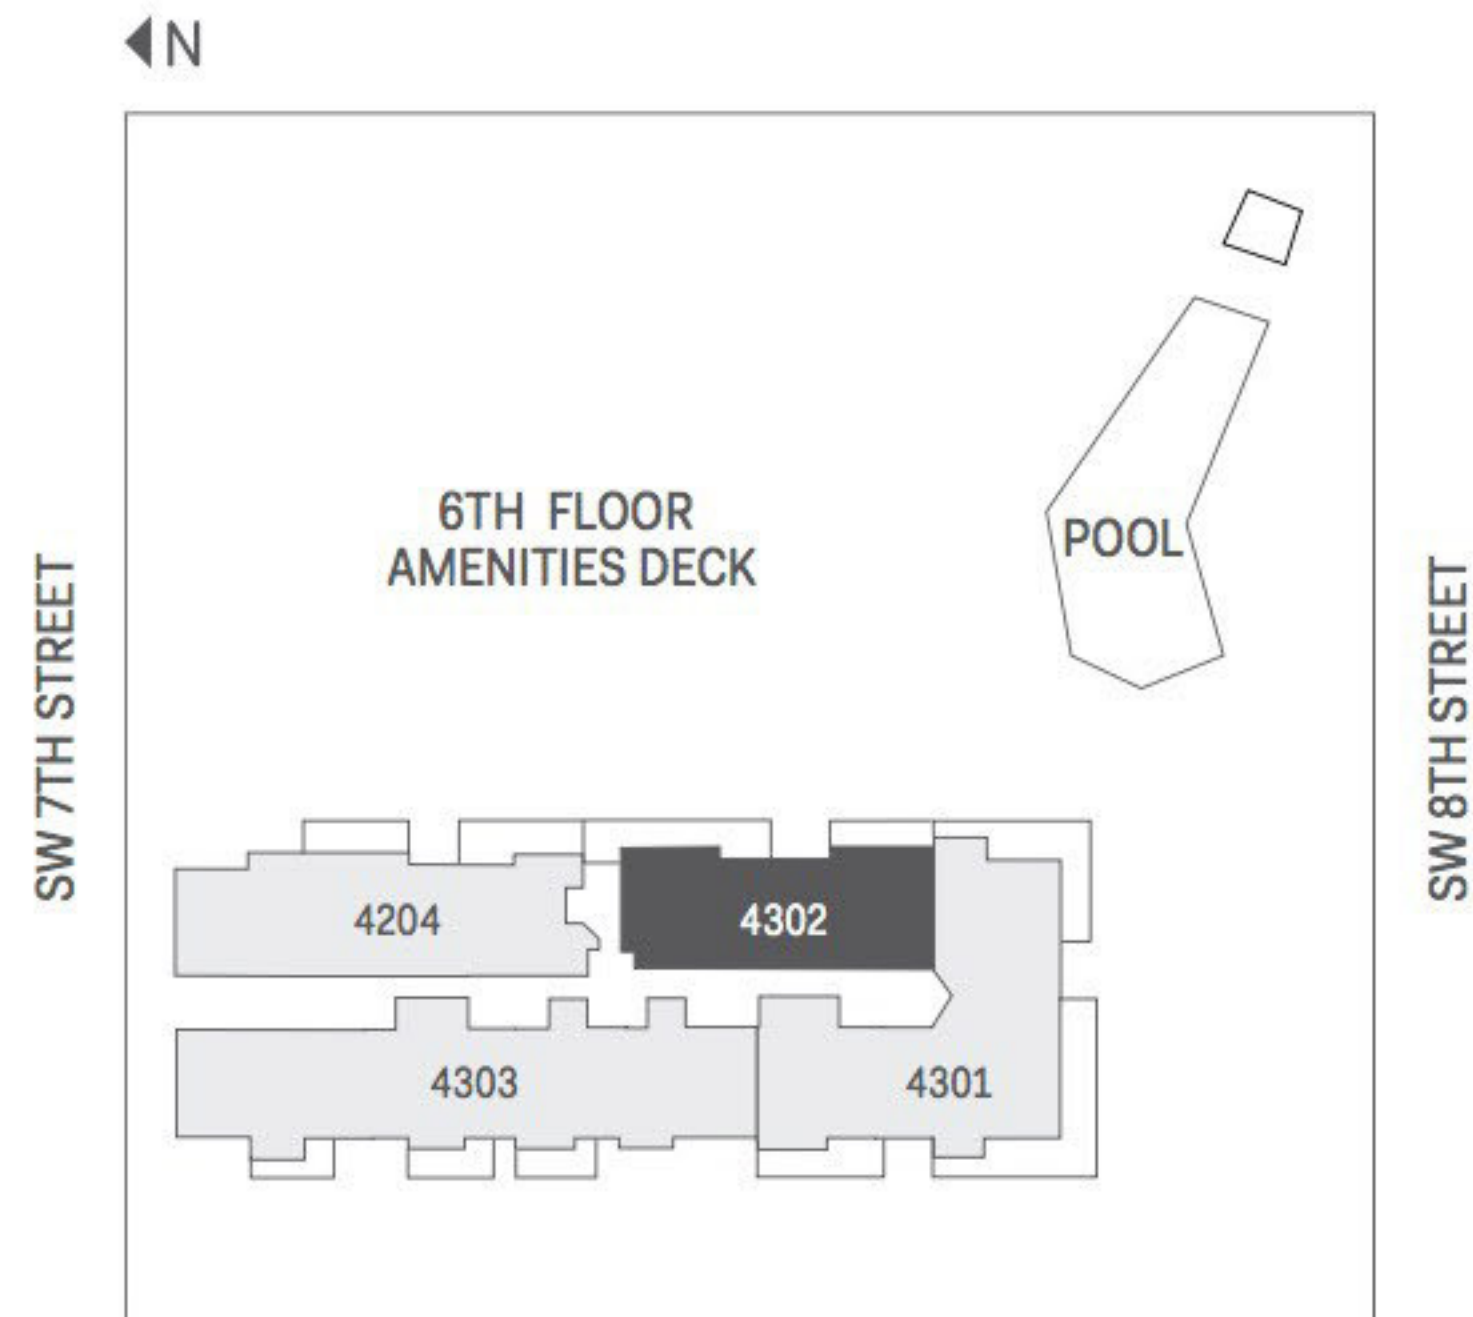 N
6TH FLOOR
AMENITIES DECK
POOL
SW 7TH STREET
SW 8TH STREET
4204
4302
4303
4301